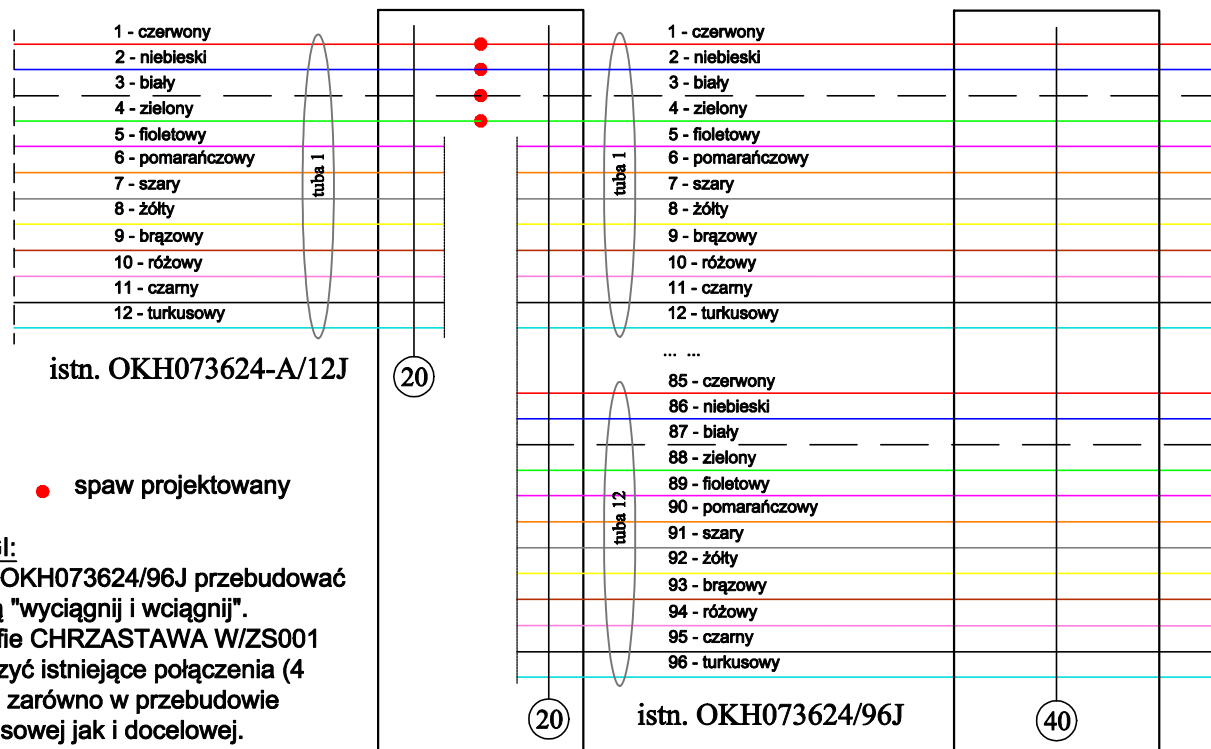 1 - czerwony
2 - niebieski
3 - biały
4 - zielony
5 - fioletowy
6 - pomarańczowy
7 - szary
8 - żółty
9 - brązowy
10 - różowy
11 - czarny
12 - turkusowy
tuba 1
istn. OKH073624-A/12J
20
1 - czerwony
2 - niebieski
3 - biały
4 - zielony
5 - fioletowy
6 - pomarańczowy
7 - szary
8 - żółty
9 - brązowy
10 - różowy
11 - czarny
12 - turkusowy
tuba 1
... ...
85 - czerwony
86 - niebieski
87 - biały
88 - zielony
89 - fioletowy
90 - pomarańczowy
91 - szary
92 - żółty
93 - brązowy
94 - różowy
95 - czarny
96 - turkusowy
tuba 12
20
istn. OKH073624/96J
40
spaw projektowany
GI:
OKH073624/96J przebudować
ą "wyciągnij i wciągnij".
fie CHRZASTAWA W/ZS001
zyć istniejące połączenia (4
zarówno w przebudowie
sowej jak i docelowej.